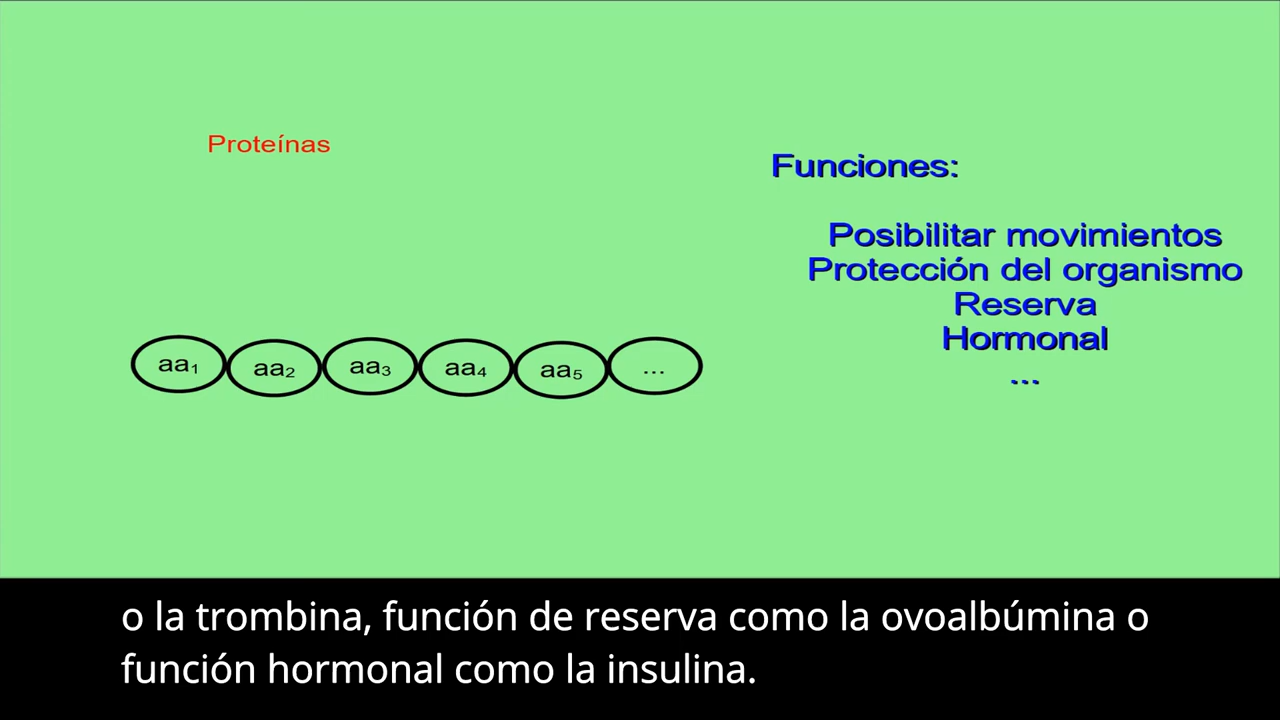 Proteínas
Funciones:
Posibilitar movimientos
Protección del organismo
Reserva
Hormonal
...
aa₁ aa₂ aa₃ aa₄ aa₅ ...
o la trombina, función de reserva como la ovoalbúmina o
función hormonal como la insulina.